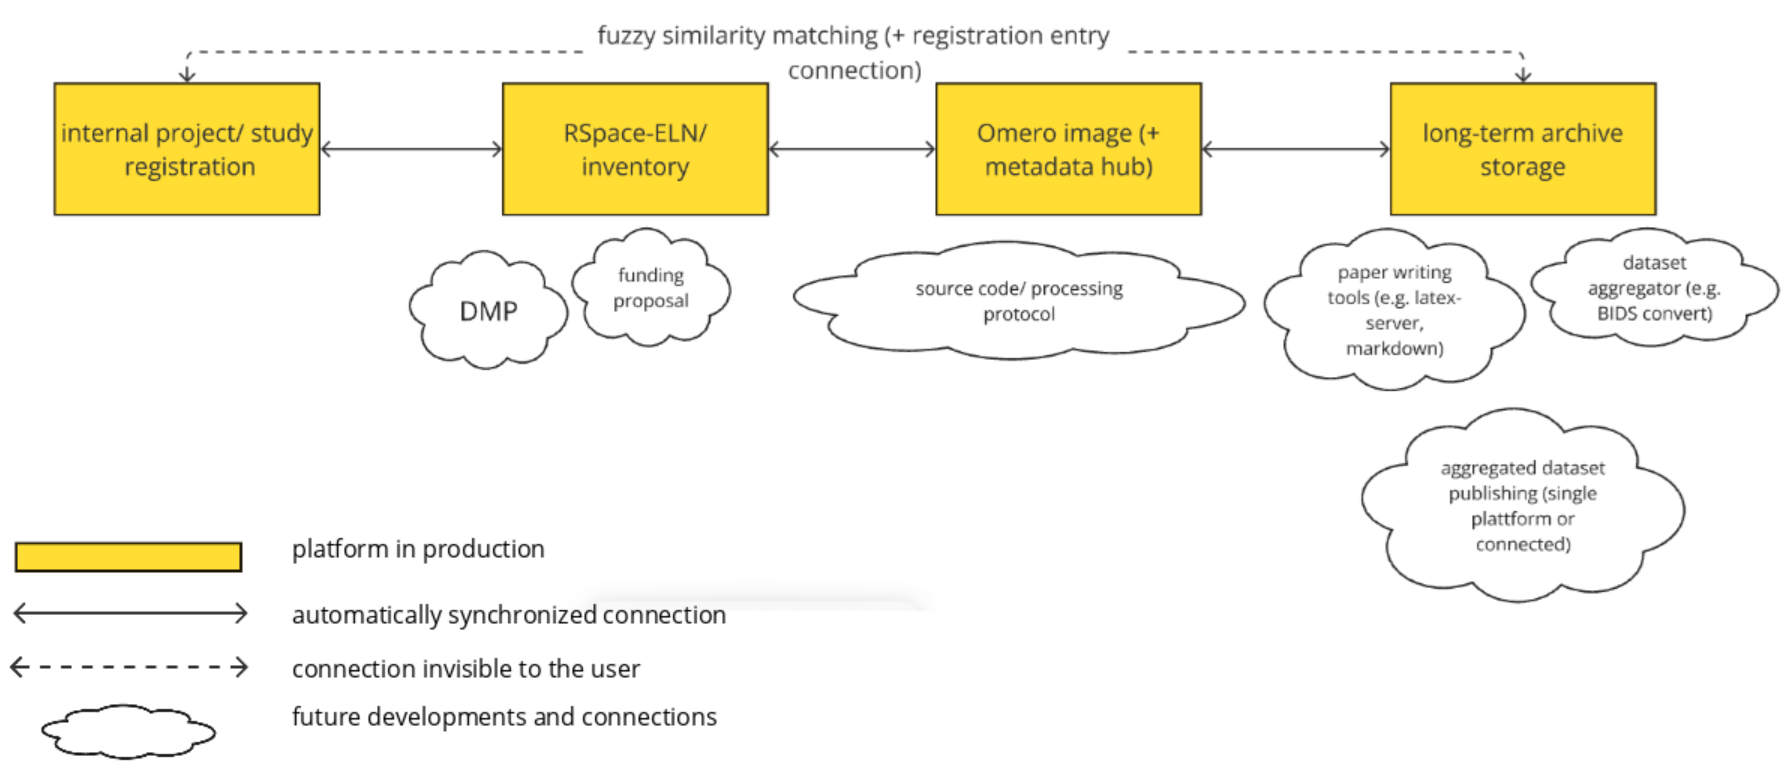 fuzzy similarity matching (+ registration entry
connection)
internal project/ study
registration
RSpace-ELN/
inventory
Omero image (+
metadata hub)
long-term archive
storage
DMP
funding
proposal
source code/ processing
protocol
paper writing
tools (e.g. latex-
server,
markdown)
dataset
aggregator (e.g.
BIDS convert)
aggregated dataset
publishing (single
plattform or
connected)
platform in production
automatically synchronized connection
connection invisible to the user
future developments and connections